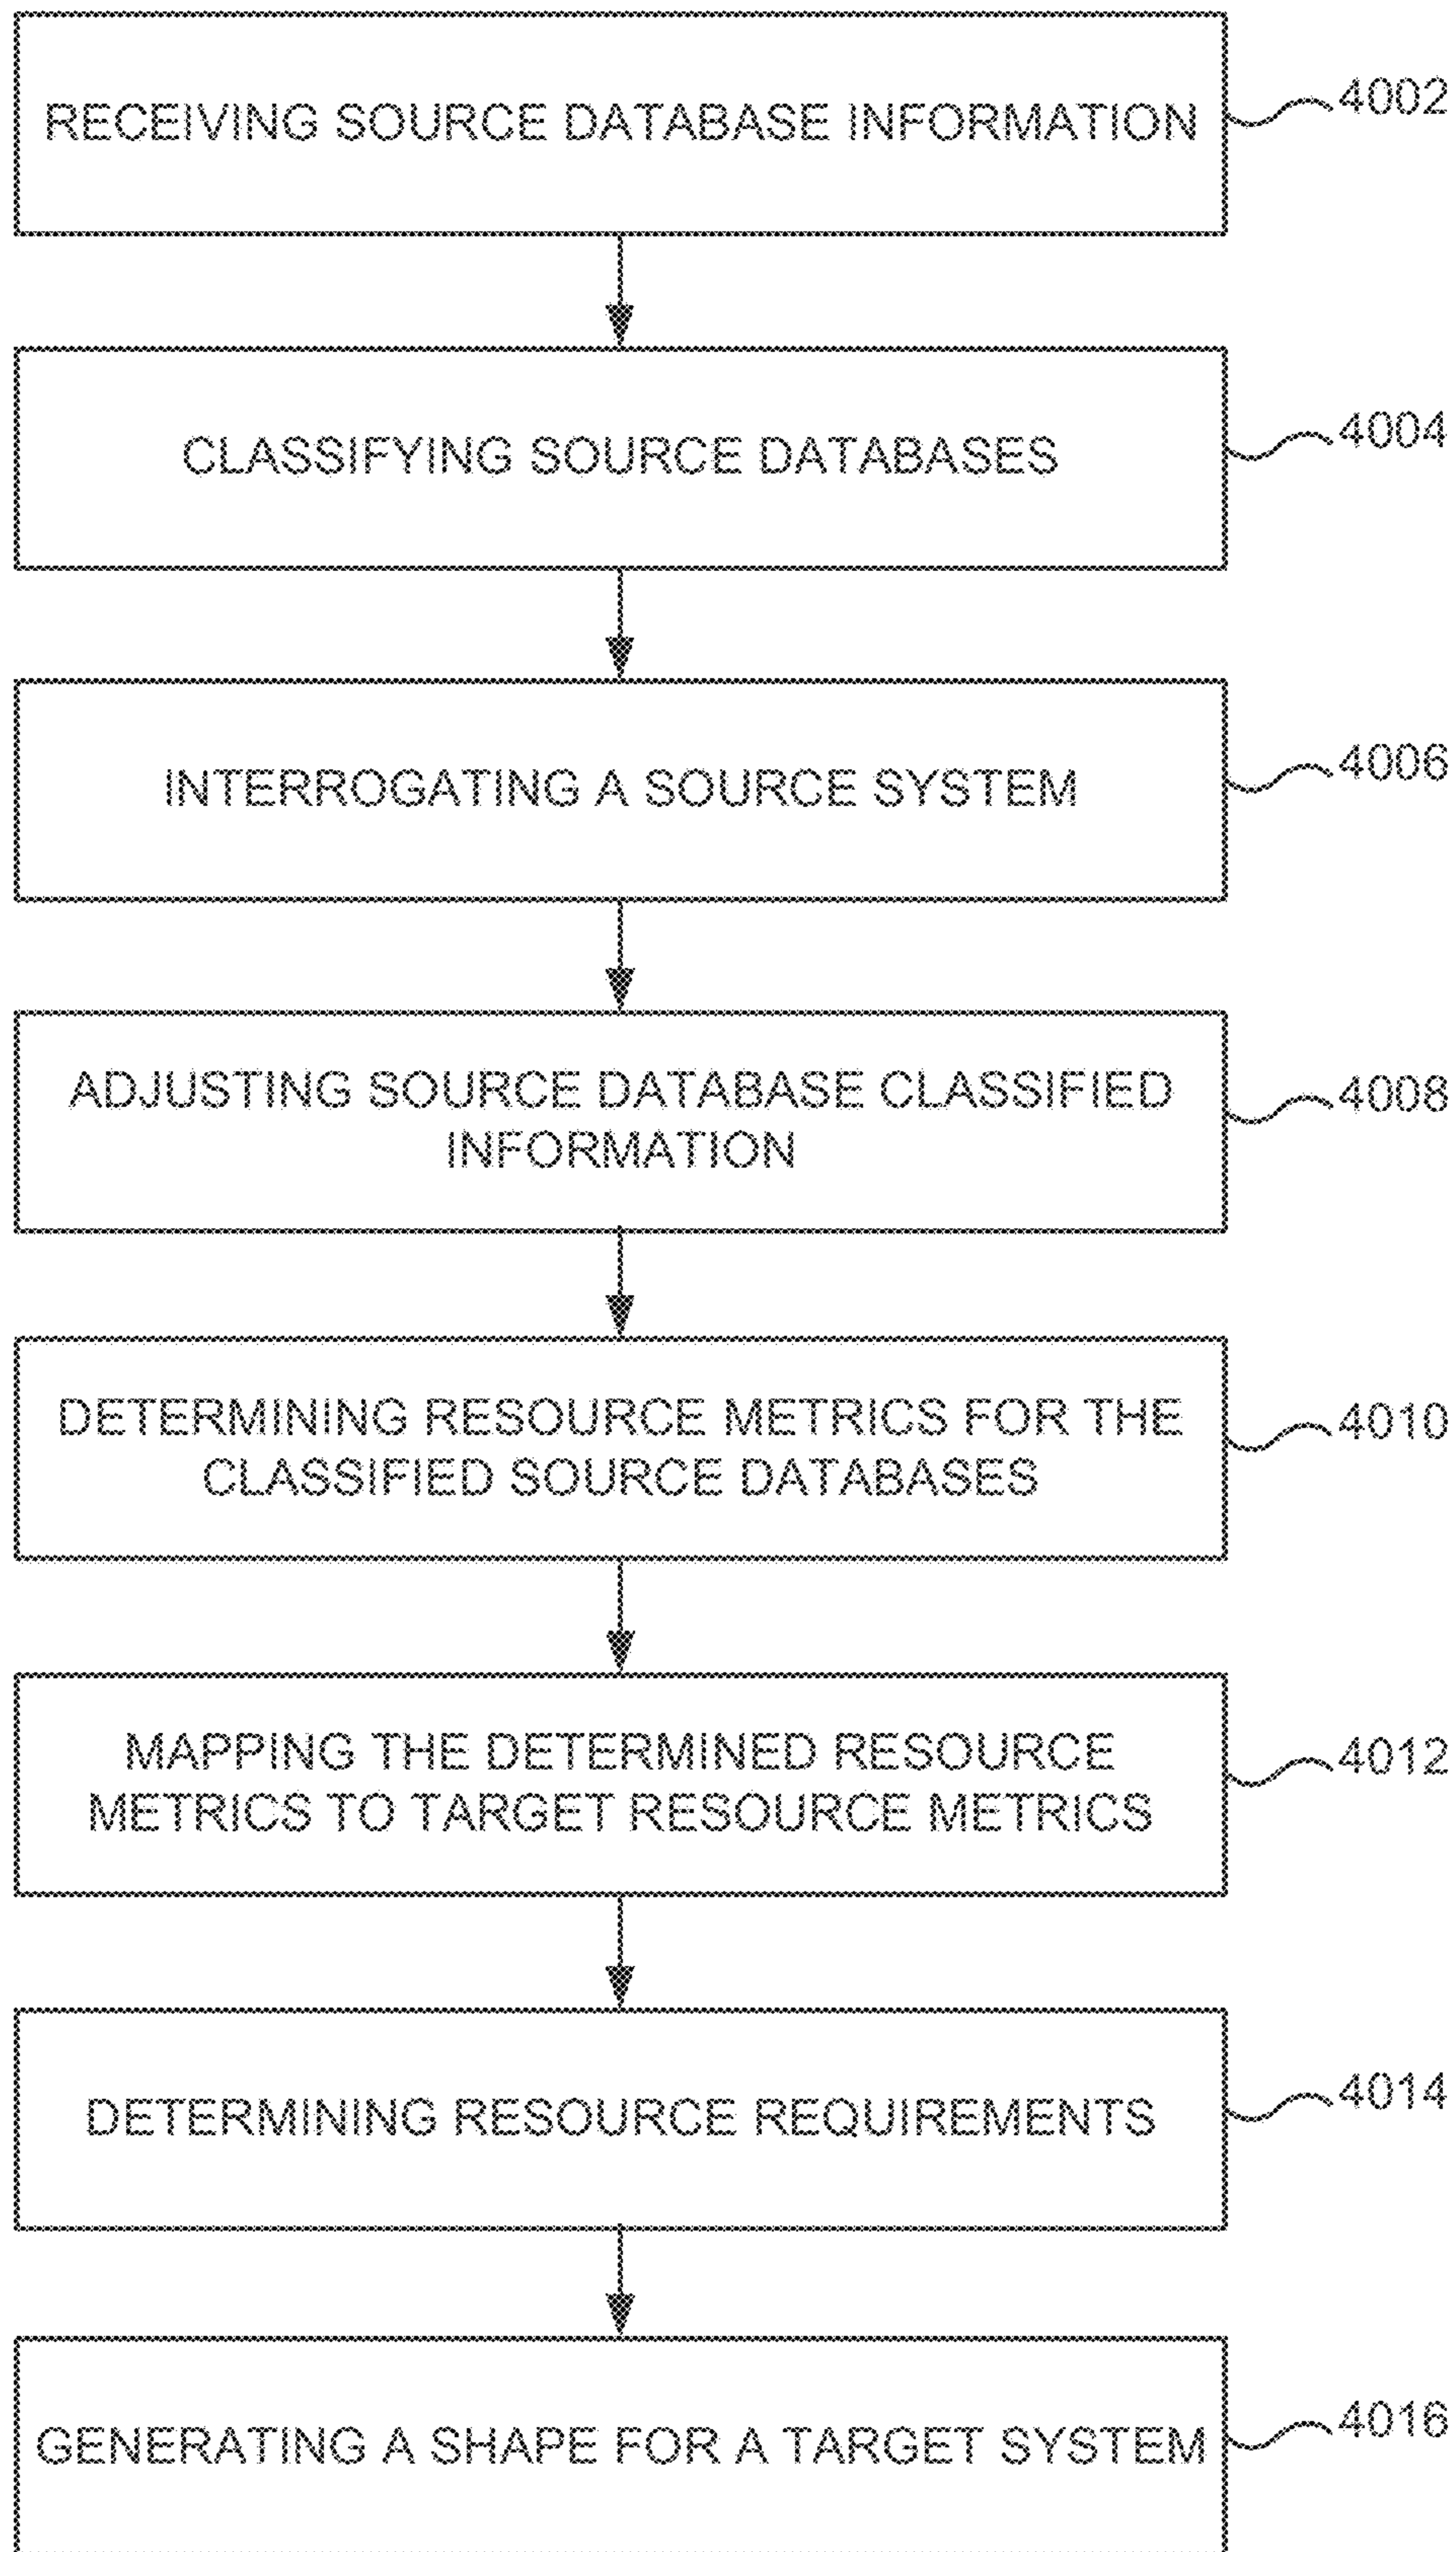 RECEIVING SOURCE DATABASE INFORMATION
4002
CLASSIFYING SOURCE DATABASES
4004
INTERROGATING A SOURCE SYSTEM
4006
ADJUSTING SOURCE DATABASE CLASSIFIED
INFORMATION
4008
DETERMINING RESOURCE METRICS FOR THE
CLASSIFIED SOURCE DATABASES
4010
MAPPING THE DETERMINED RESOURCE
METRICS TO TARGET RESOURCE METRICS
4012
DETERMINING RESOURCE REQUIREMENTS
4014
GENERATING A SHAPE FOR A TARGET SYSTEM
4016